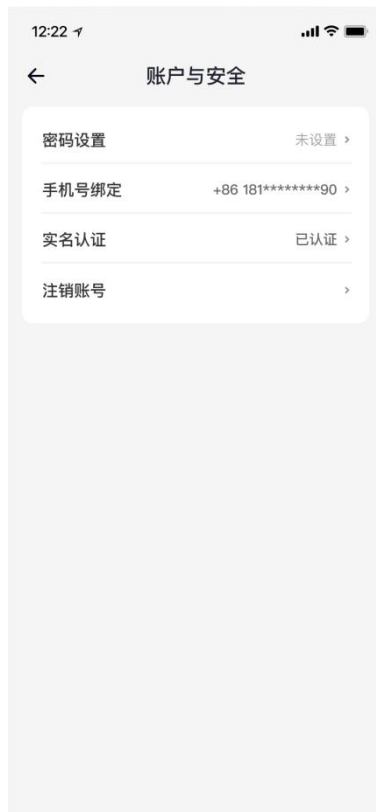 12:22
账户与安全
密码设置 未设置
手机号绑定 +86 181********90
实名认证 已认证
注销账号